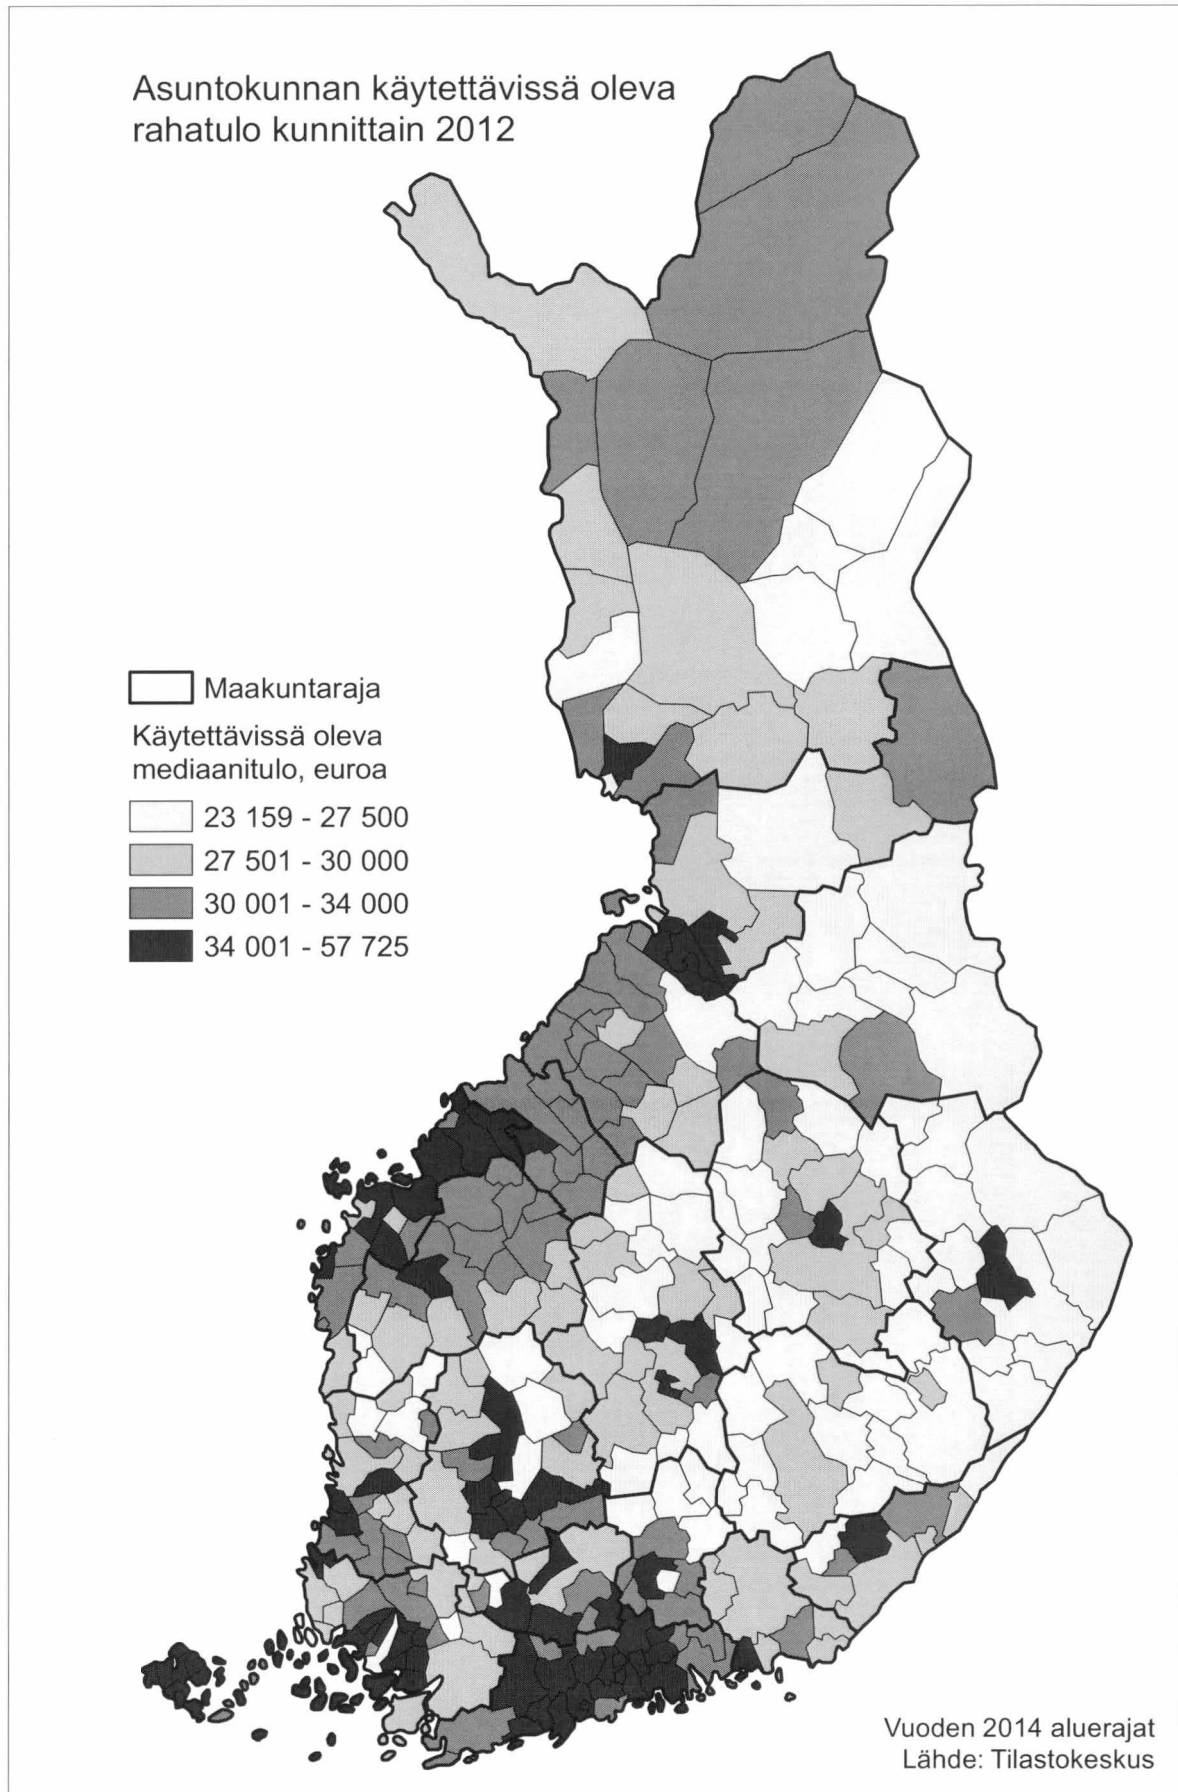 Asuntokunnan käytettävissä oleva
rahatulo kunnittain 2012
Maakuntaraja
Käytettävissä oleva
mediaanitulo, euroa
23 159 - 27 500
27 501 - 30 000
30 001 - 34 000
34 001 - 57 725
Vuoden 2014 aluerajat
Lähde: Tilastokeskus